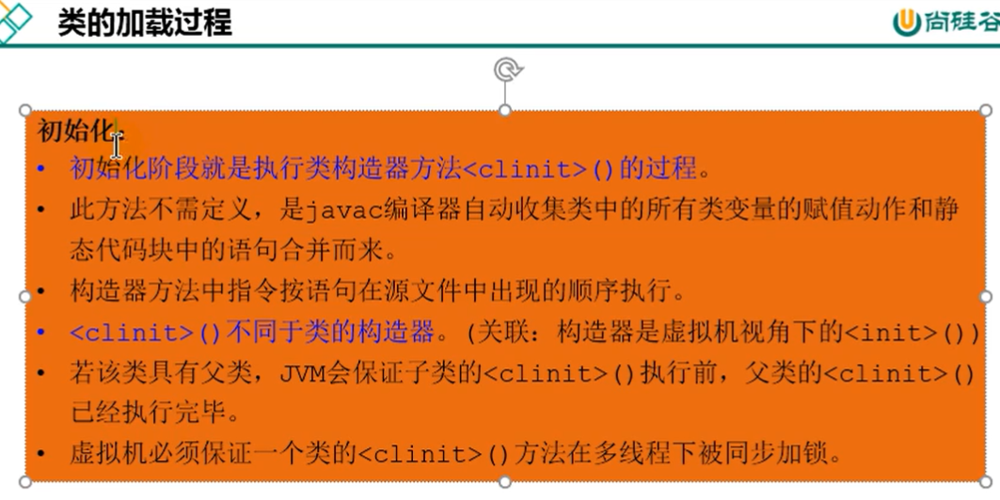 类的加载过程
尚硅谷
初始化:
• 初始化阶段就是执行类构造器方法<clinit>()的过程。
• 此方法不需定义，是javac编译器自动收集类中的所有类变量的赋值动作和静
态代码块中的语句合并而来。
• 构造器方法中指令按语句在源文件中出现的顺序执行。
• <clinit>()不同于类的构造器。(关联：构造器是虚拟机视角下的<init>())
• 若该类具有父类，JVM会保证子类的<clinit>()执行前，父类的<clinit>()
已经执行完毕。
• 虚拟机必须保证一个类的<clinit>()方法在多线程下被同步加锁。